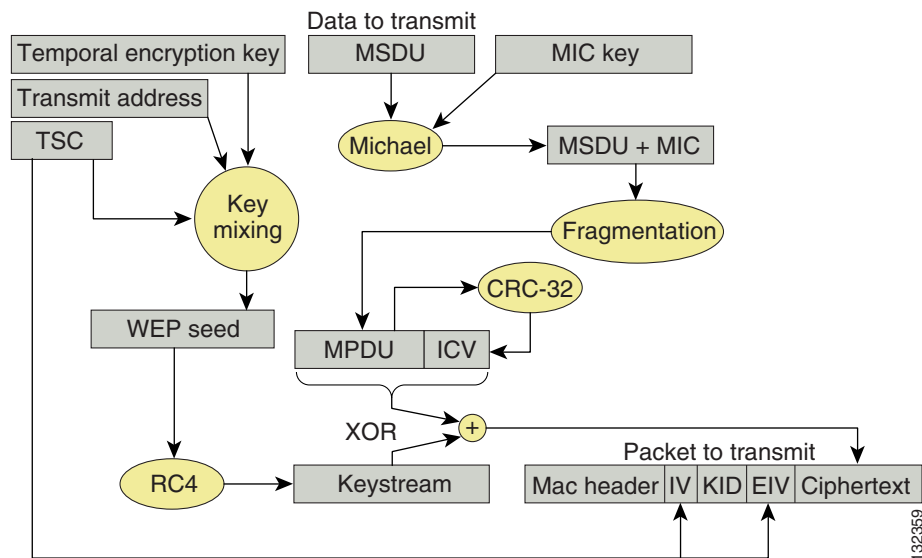 Data to transmit
Temporal encryption key
MSDU
MIC key
Transmit address
TSC
Michael
MSDU + MIC
Key
mixing
Fragmentation
CRC-32
WEP seed
MPDU
ICV
XOR
+
Packet to transmit
RC4
Keystream
Mac header
IV
KID
EIV
Ciphertext
132359